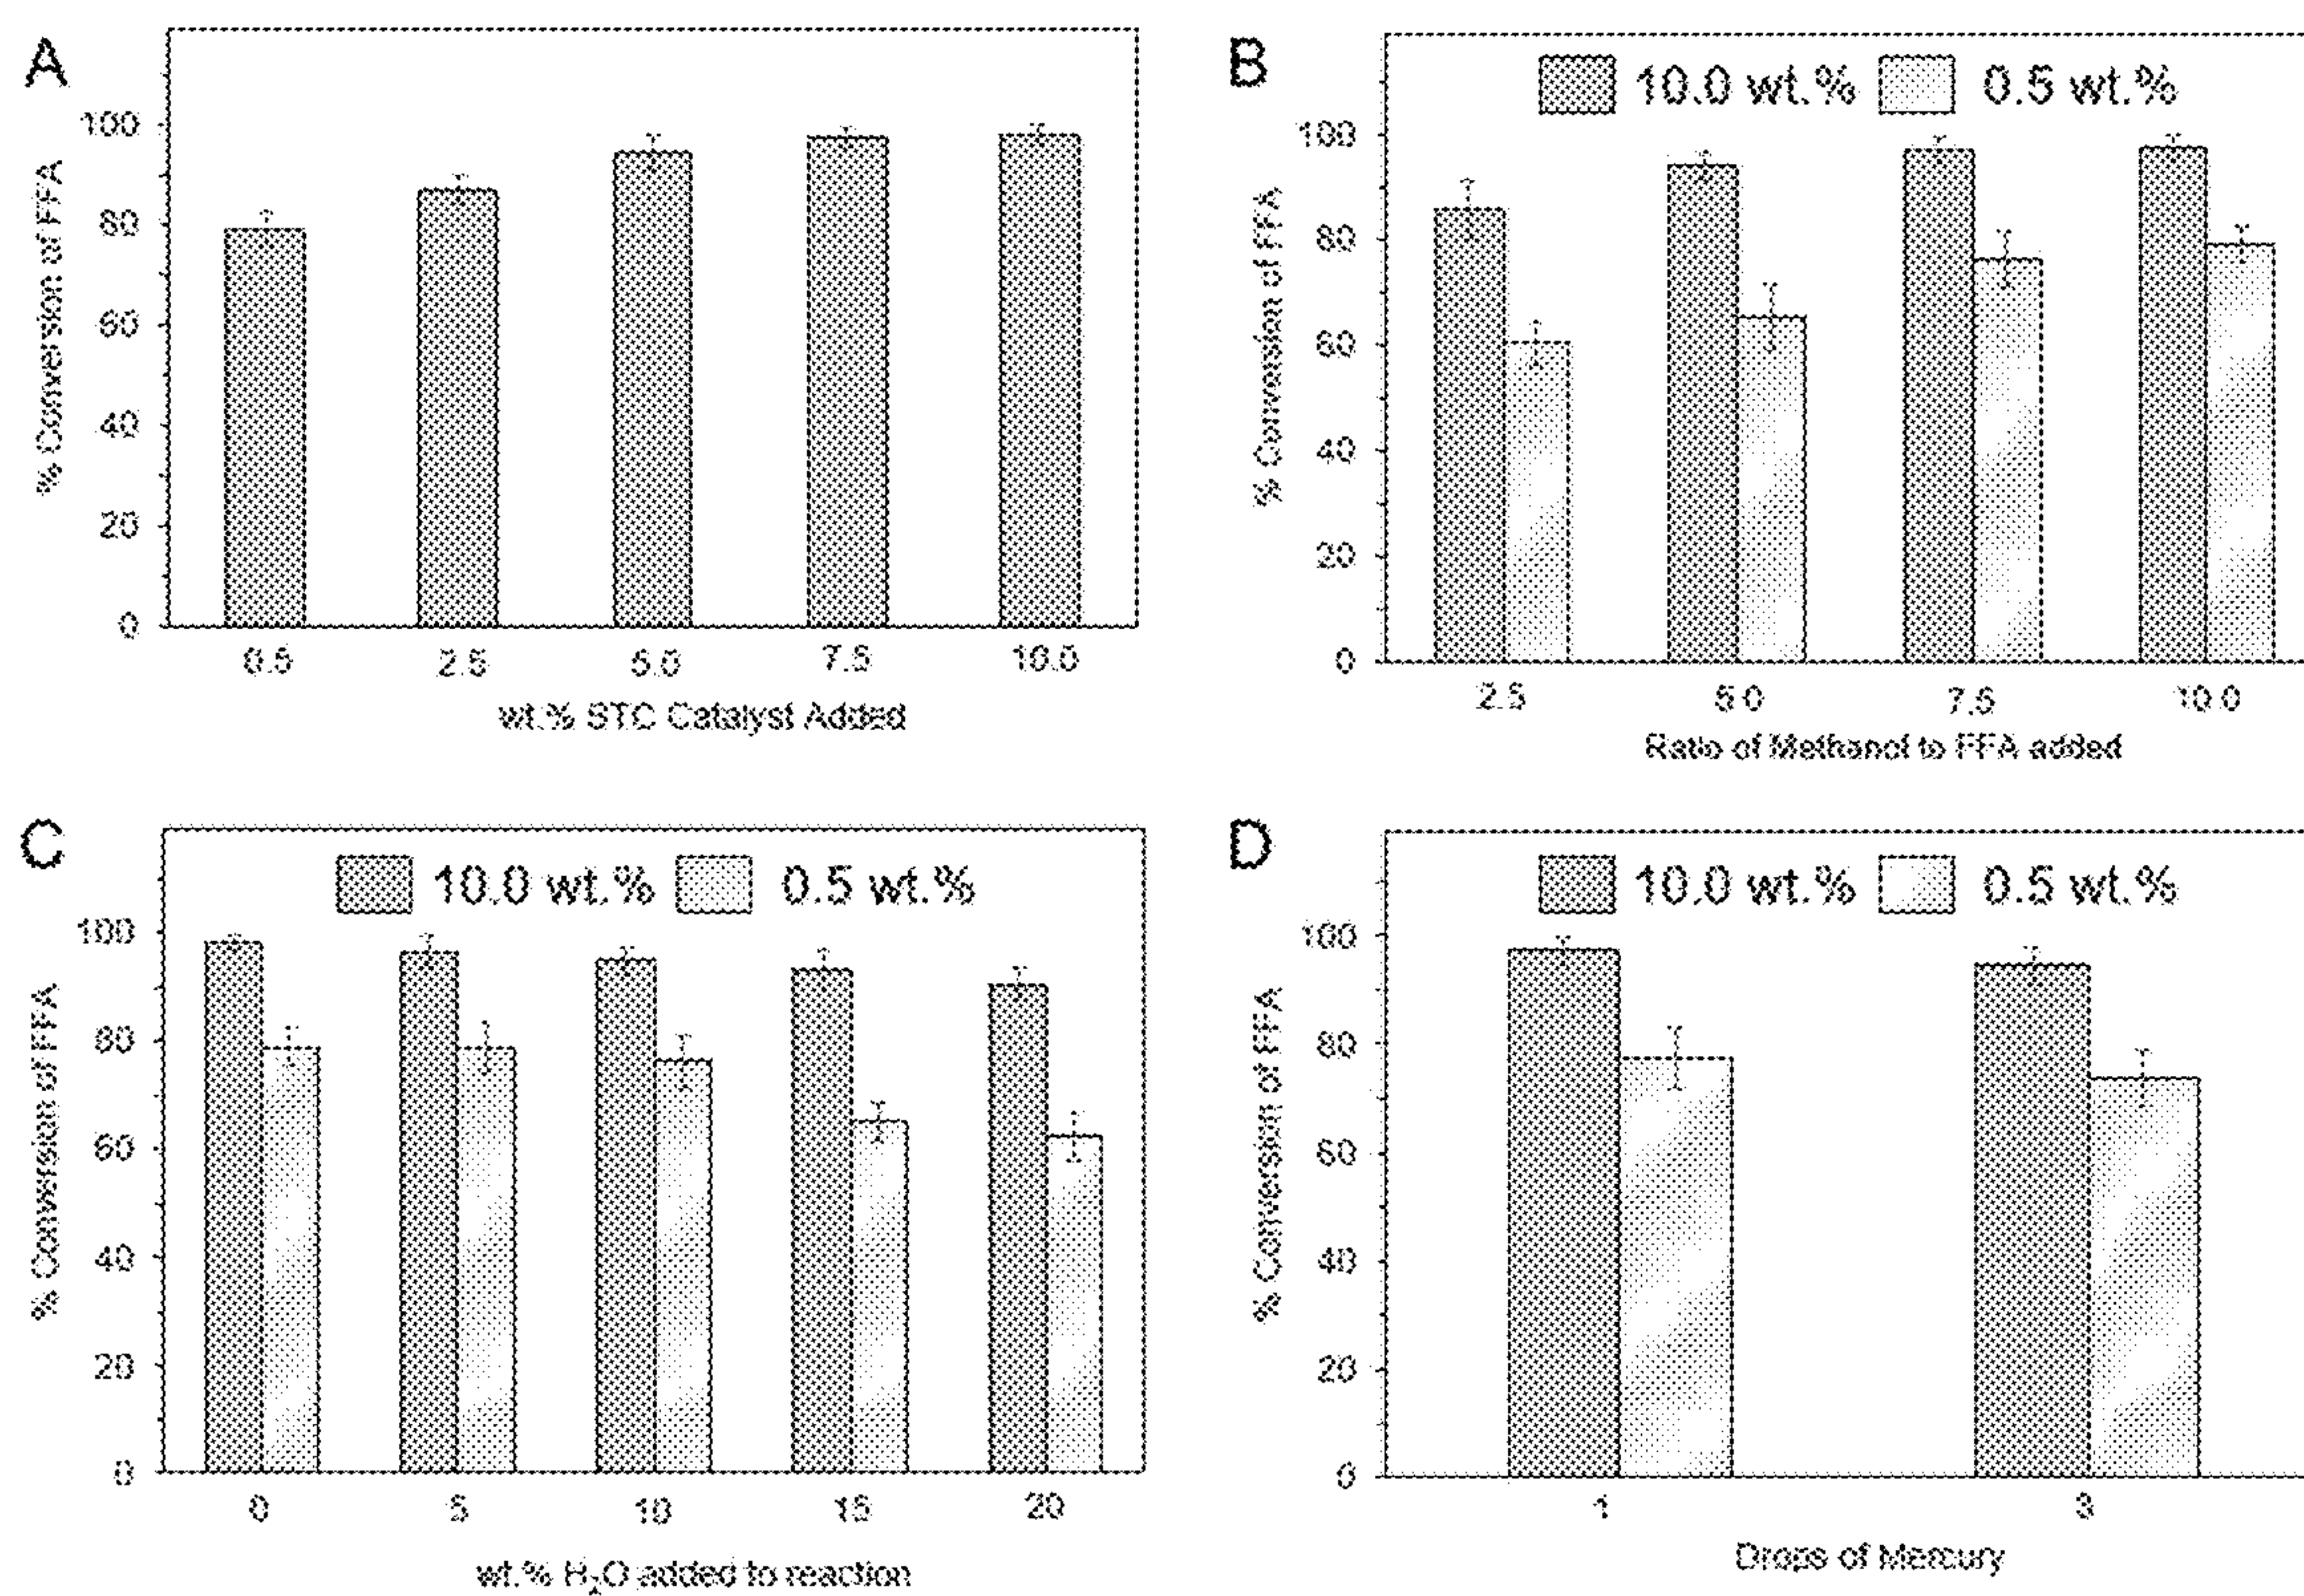 A
% Conversion of FFA
100
80
60
40
20
0
0.5 2.5 5.0 7.5 10.0
wt.% STC Catalyst Added
B
10.0 wt.% 0.5 wt.%
% Conversion of FFA
100
80
60
40
20
0
2.5 5.0 7.5 10.0
Ratio of Methanol to FFA added
C
10.0 wt.% 0.5 wt.%
% Conversion of FFA
100
80
60
40
20
0
0 5 10 15 20
wt.% H₂O added to reaction
D
10.0 wt.% 0.5 wt.%
% Conversion of FFA
100
80
60
40
20
0
1 3
Drops of Mercury